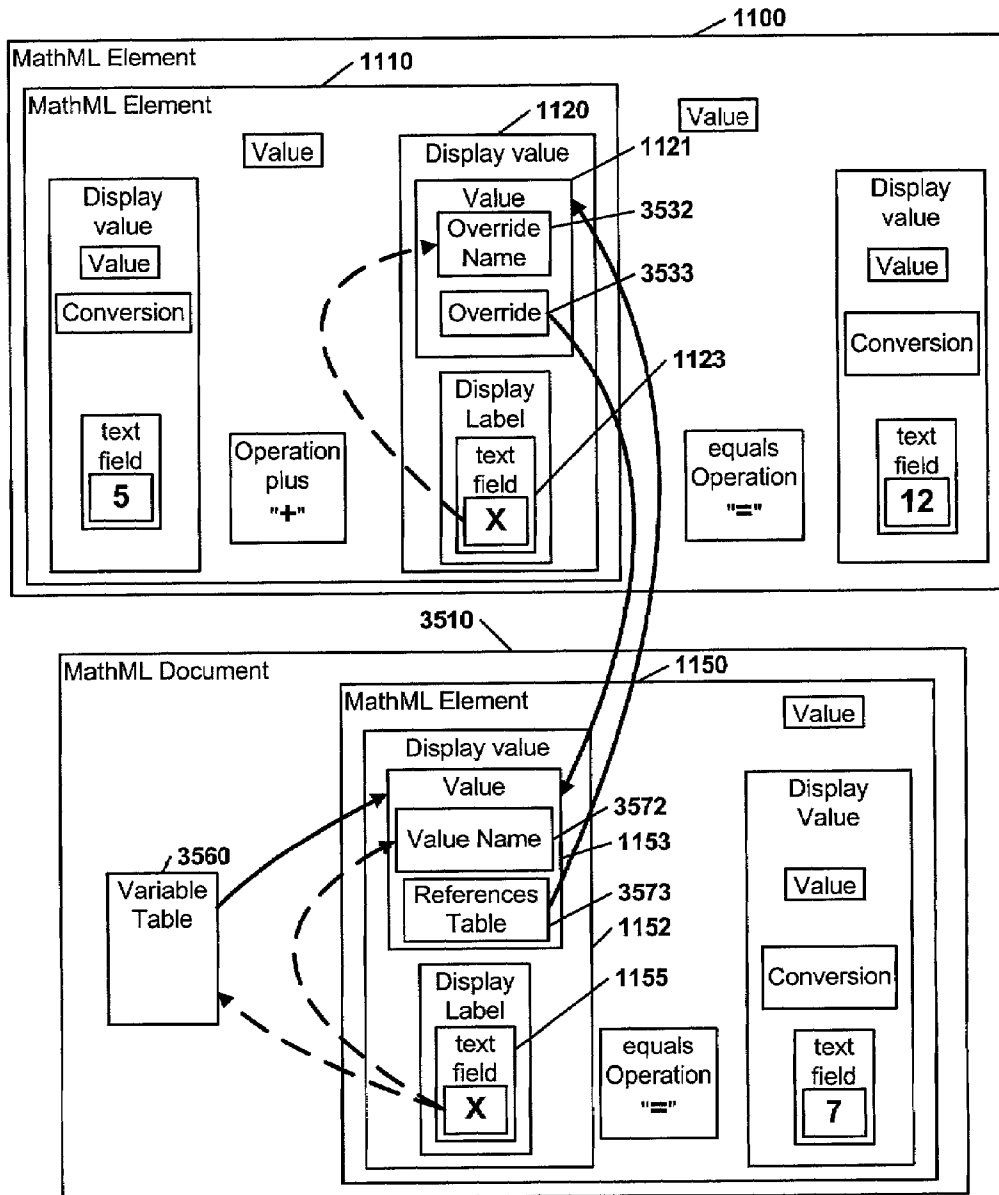 1100
MathML Element
1110
MathML Element
1120
Value
Value
Display value
1121
Display
value
Value
Override
Name
3532
Display
value
Value
Value
3533
Conversion
Override
Conversion
1123
Display
Label
text
field
5
Operation
plus
"+"
text
field
X
equals
Operation
"="
text
field
12
3510
MathML Document
1150
MathML Element
Value
Display value
Value
Display
Value
3572
Value Name
1153
3560
Variable
Table
References
Table
3573
Value
1152
Display
Label
1155
Conversion
text
field
X
equals
Operation
"="
text
field
7